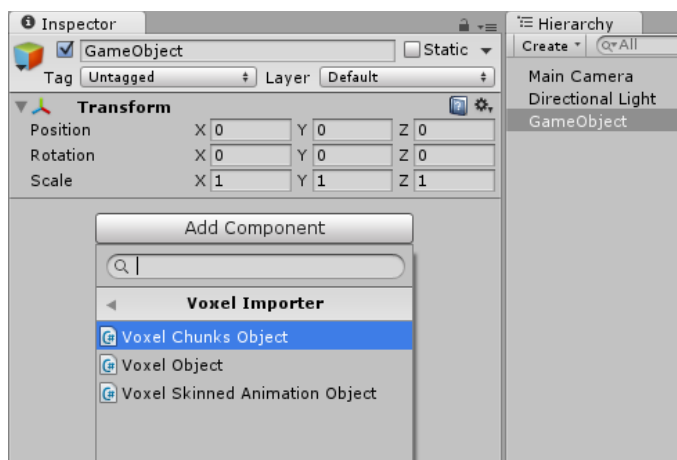 Inspector
GameObject Static
Tag Untagged Layer Default
Transform
Position X 0 Y 0 Z 0
Rotation X 0 Y 0 Z 0
Scale X 1 Y 1 Z 1
Add Component
Voxel Importer
Voxel Chunks Object
Voxel Object
Voxel Skinned Animation Object
Hierarchy
Create All
Main Camera
Directional Light
GameObject